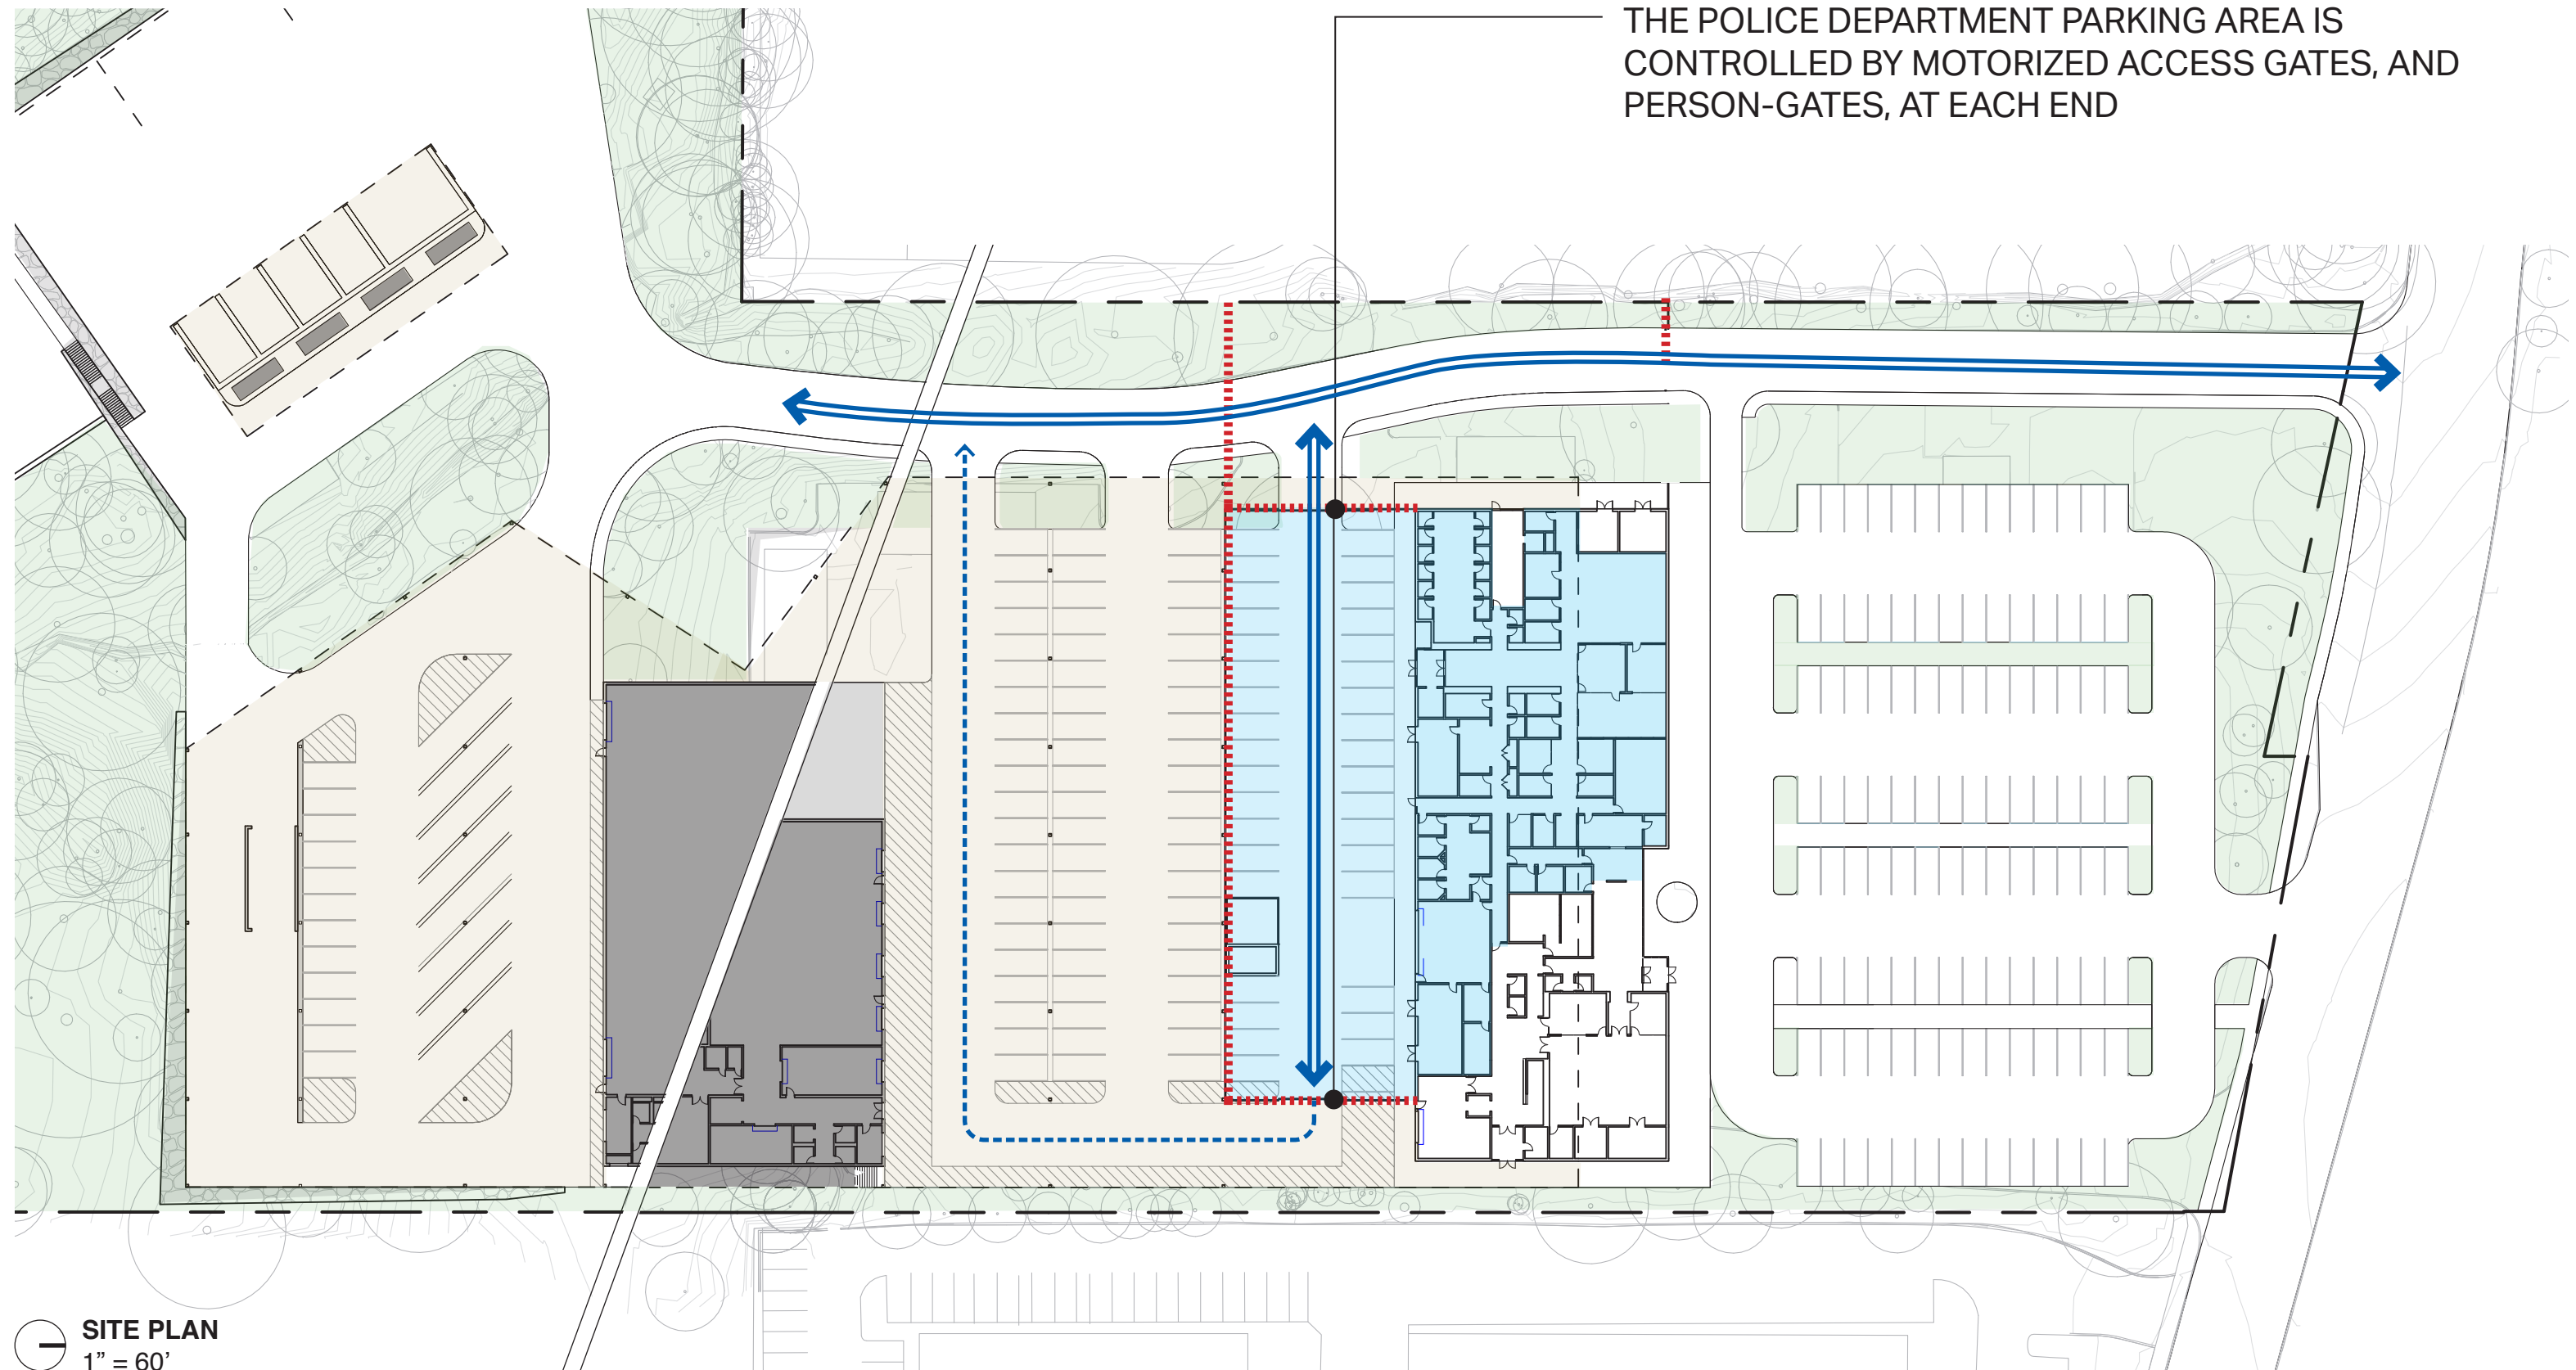 THE POLICE DEPARTMENT PARKING AREA IS
CONTROLLED BY MOTORIZED ACCESS GATES, AND
PERSON-GATES, AT EACH END
SITE PLAN
1” = 60’